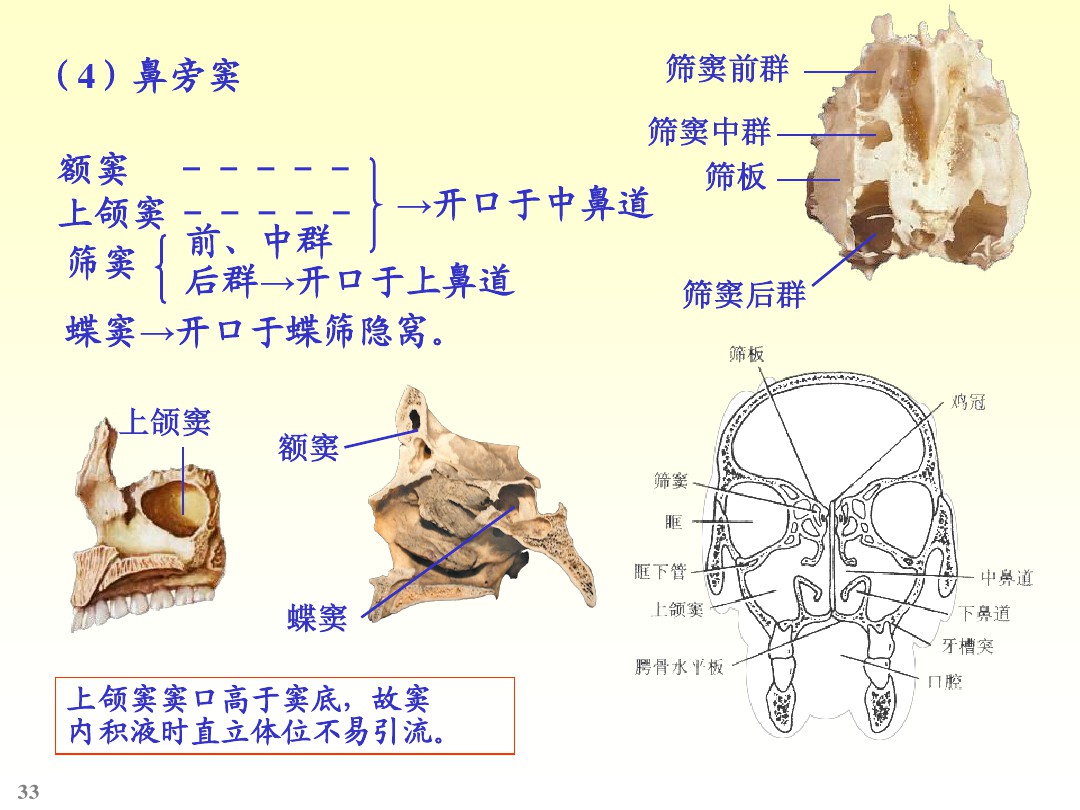 （4）鼻旁窦
额窦 - - - - -
上颌窦 - - - - -
→开口于中鼻道
筛窦
前、中群
后群→开口于上鼻道
蝶窦→开口于蝶筛隐窝。
筛窦前群
筛窦中群
筛板
筛窦后群
上颌窦
额窦
蝶窦
筛板
鸡冠
筛窦
眶
眶下管
上颌窦
腭骨水平板
中鼻道
下鼻道
牙槽突
口腔
上颌窦窦口高于窦底，故窦
内积液时直立体位不易引流。
33